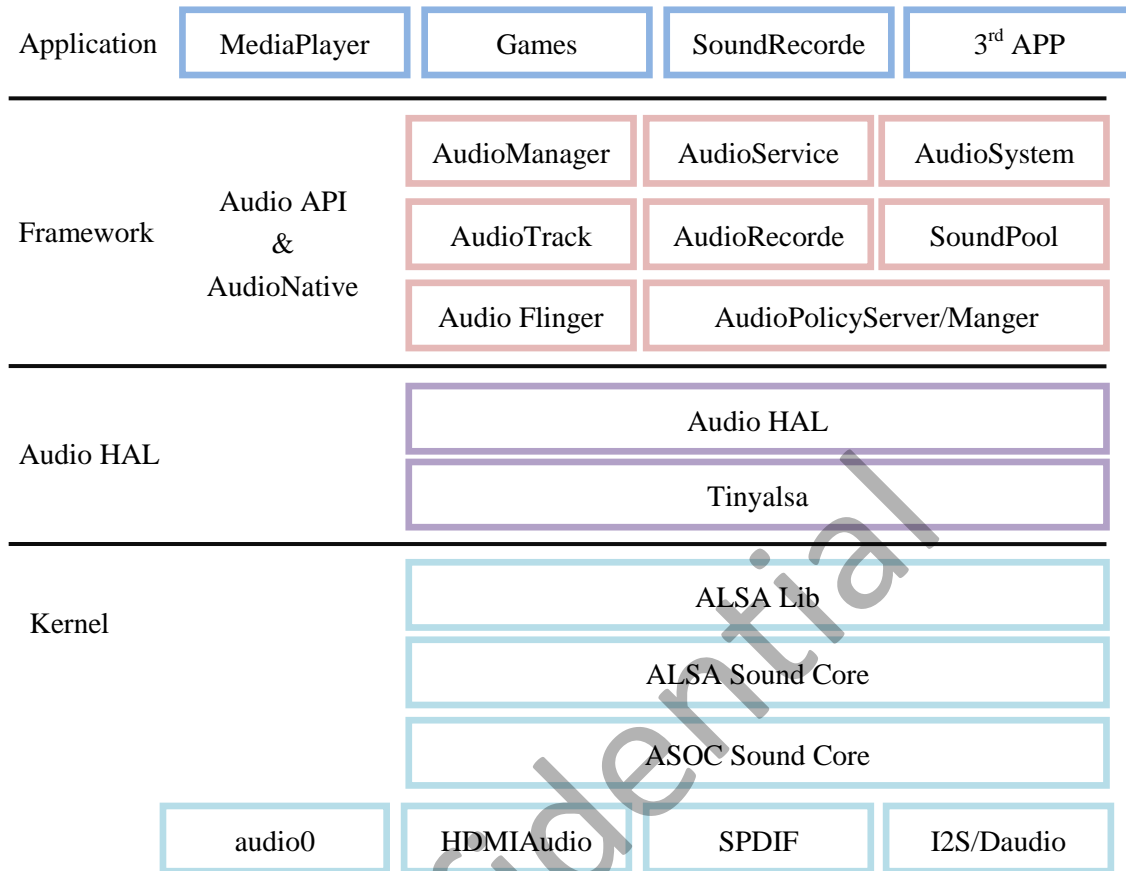 Application MediaPlayer Games SoundRecorde 3rd APP
AudioManager AudioService AudioSystem
Framework Audio API & AudioNative AudioTrack AudioRecorde SoundPool
Audio Flinger AudioPolicyServer/Manger
Audio HAL Audio HAL
Tinyalsa
Kernel ALSA Lib
ALSA Sound Core
ASOC Sound Core
audio0 HDMIAudio SPDIF I2S/Daudio
fidential